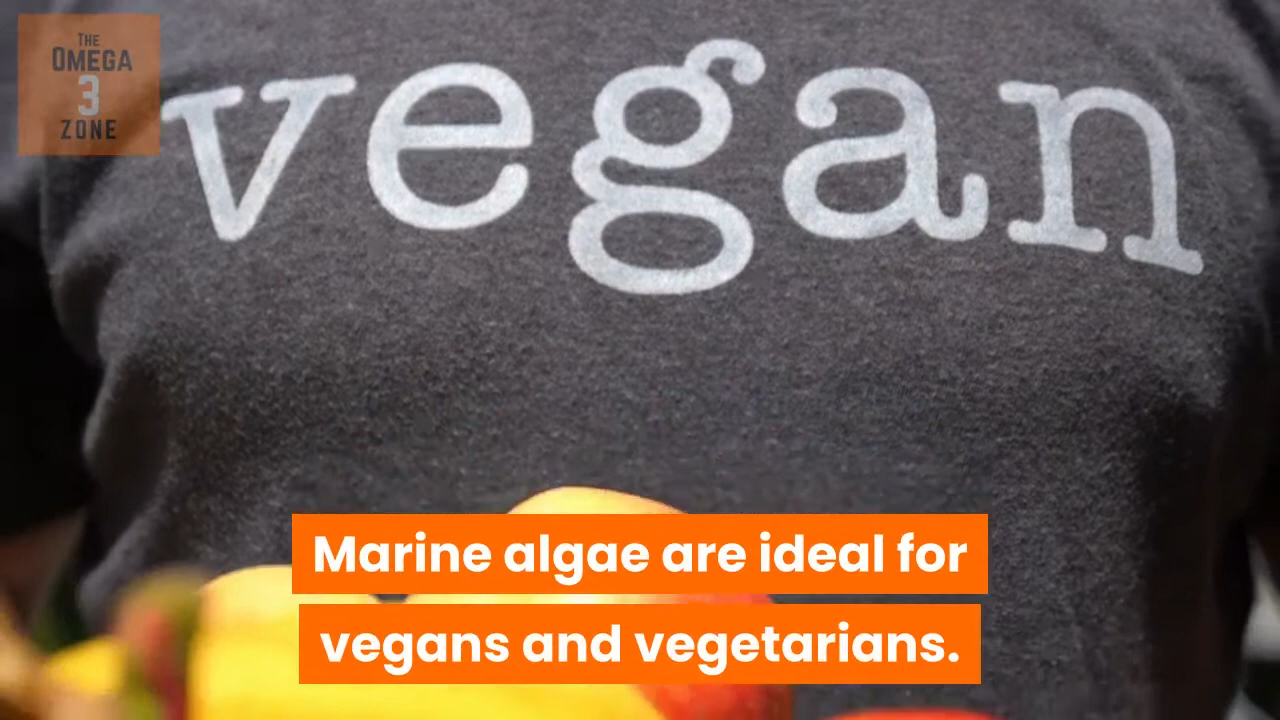 THE
OMEGA
3
ZONE
vegan
Marine algae are ideal for
vegans and vegetarians.